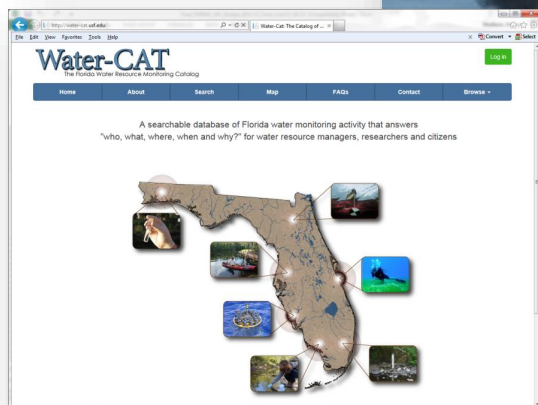 http://water-cat.usf.edu/
Water-Cat: The Catalog of ...
File Edit View Favorites Tools Help
Convert Select
Water-CAT
The Florida Water Resource Monitoring Catalog
Log in
Home About Search Map FAQs Contact Browse
A searchable database of Florida water monitoring activity that answers
"who, what, where, when and why?" for water resource managers, researchers and citizens